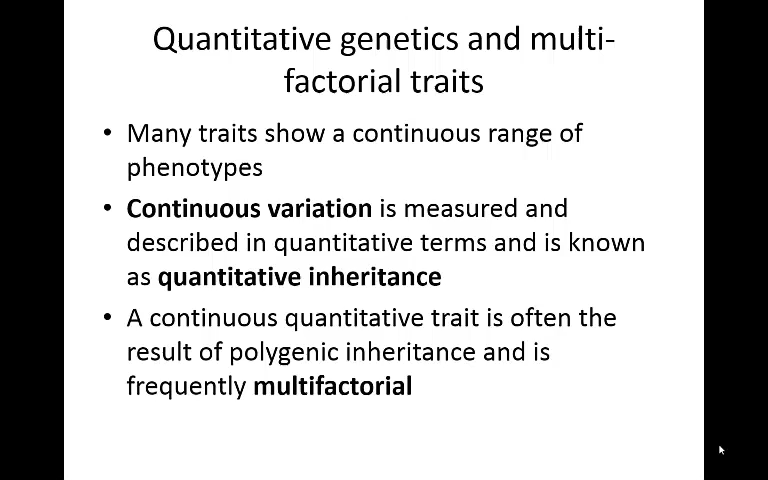 Quantitative genetics and multi-
factorial traits
• Many traits show a continuous range of
phenotypes
• Continuous variation is measured and
described in quantitative terms and is known
as quantitative inheritance
• A continuous quantitative trait is often the
result of polygenic inheritance and is
frequently multifactorial